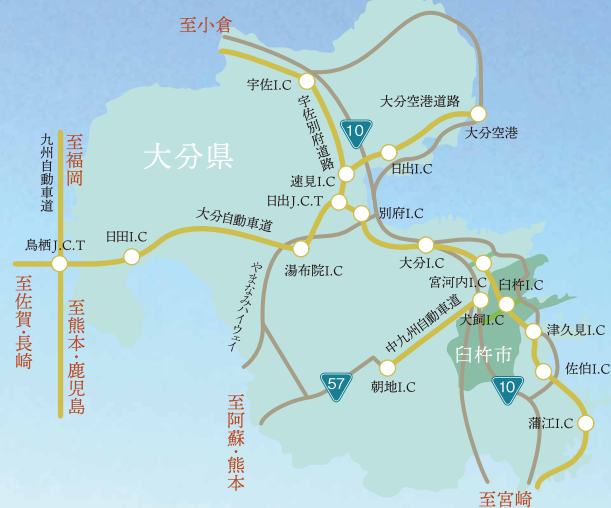 至小倉
宇佐I.C
宇佐別府道路
10
大分空港道路
大分空港
日出I.C
速見I.C
日出J.C.T
別府I.C
大分県
至福岡
九州自動車道
大分自動車道
鳥栖J.C.T
日田I.C
湯布院I.C
大分I.C
宮河内I.C
臼杵I.C
犬飼I.C
津久見I.C
臼杵市
佐伯I.C
蒲江I.C
やまなみハイウェイ
中九州自動車道
57
朝地I.C
10
至佐賀・長崎
至熊本・鹿児島
至阿蘇・熊本
至宮崎